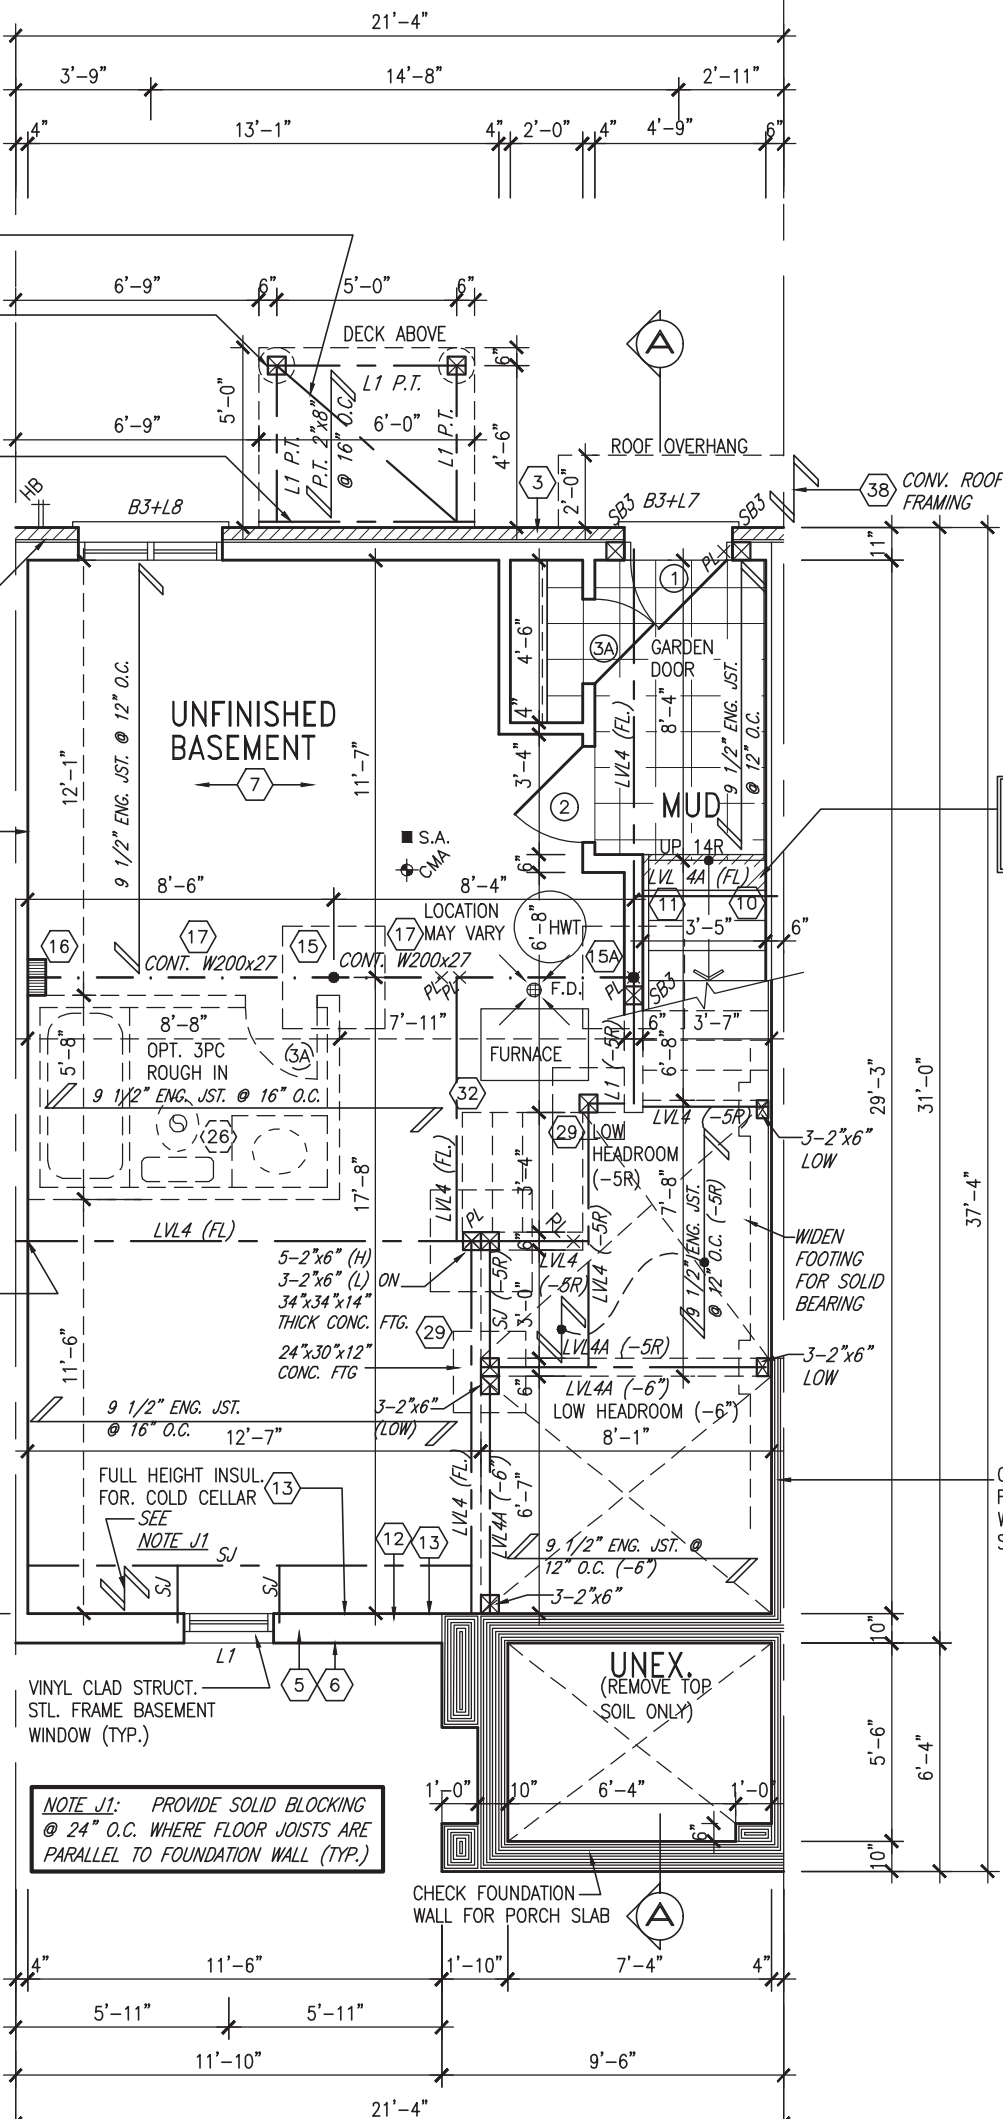 21'-4"
3'-9" 14'-8" 2'-11"
4" 13'-1" 4" 2'-0" 4" 4'-9" 6"
6'-9" 6" 5'-0" 6"
DECK ABOVE
A
6"
L1 P.T.
5'-0"
6'-9"
L1 P.T.
P.T. 2"x8"
@ 16" O.C.
6'-0"
L1 P.T.
4'-6"
ROOF OVERHANG
2'-0"
3
38
CONV. ROOF
FRAMING
HB
B3+L8
SB3
B3+L7
SB3
11"
PL
1
3A
GARDEN
DOOR
4'-6"
4"
8'-4"
9 1/2" ENG. JST.
@ 12" O.C.
LVL4 (FL.)
UNFINISHED
BASEMENT
7
9 1/2" ENG. JST. @ 12" O.C.
12'-1"
11'-7"
3'-4"
2
MUD
UP 14R
S.A.
CMA
6"
LVL 4A (FL)
8'-6"
8'-4"
LOCATION
MAY VARY
HWT
6'-8"
11
10
3'-5"
6"
16
17
15
17
15A
CONT. W200x27
CONT. W200x27
PL
PL
F.D.
PL
SB3
8'-8"
7'-11"
6"
3'-7"
5'-8"
OPT. 3PC
ROUGH IN
3A
FURNACE
L1 (-5R)
6'-8"
9 1/2" ENG. JST. @ 16" O.C.
32
26
29
LOW
HEADROOM
(-5R)
LVL4 (-5R)
3-2"x6"
LOW
29'-3"
31'-0"
37'-4"
17'-8"
LVL4 (FL.)
3'-4"
7'-8"
9 1/2" ENG. JST.
@ 12" O.C. (-5R)
PL
PL
LVL4 (FL)
6"
WIDEN
FOOTING
FOR SOLID
BEARING
5-2"x6" (H)
3-2"x6" (L) ON
34"x34"x14"
THICK CONC. FTG.
LVL4
(-5R)
LVL4 (-5R)
SJ (-5R)
3'-0"
29
24"x30"x12"
CONC. FTG
11'-6"
LVL4A (-5R)
3-2"x6"
LOW
6"
LVL4A (-6")
LOW HEADROOM (-6")
9 1/2" ENG. JST.
@ 16" O.C.
3-2"x6"
(LOW)
12'-7"
8'-1"
FULL HEIGHT INSUL.
FOR. COLD CELLAR
13
SEE
NOTE J1
LVL4 (FL.)
LVL4A (-6")
6'-7"
12
13
9 1/2" ENG. JST. @
12" O.C. (-6")
SJ
SJ
SJ
3-2"x6"
10"
L1
5
6
UNEX.
(REMOVE TOP
SOIL ONLY)
VINYL CLAD STRUCT.
STL. FRAME BASEMENT
WINDOW (TYP.)
5'-6"
6'-4"
1'-0" 10" 6'-4" 1'-0"
6"
10"
NOTE J1: PROVIDE SOLID BLOCKING
@ 24" O.C. WHERE FLOOR JOISTS ARE
PARALLEL TO FOUNDATION WALL (TYP.)
CHECK FOUNDATION
WALL FOR PORCH SLAB
A
4" 11'-6" 1'-10" 7'-4" 4"
5'-11" 5'-11"
11'-10" 9'-6"
21'-4"